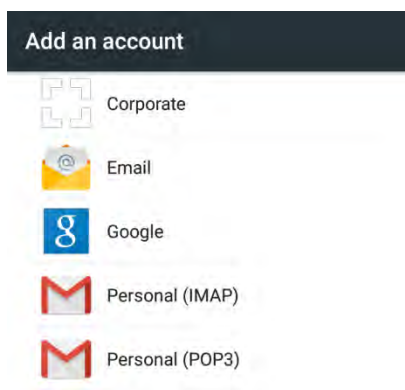 Add an account
Corporate
@
Email
g
Google
Personal (IMAP)
Personal (POP3)